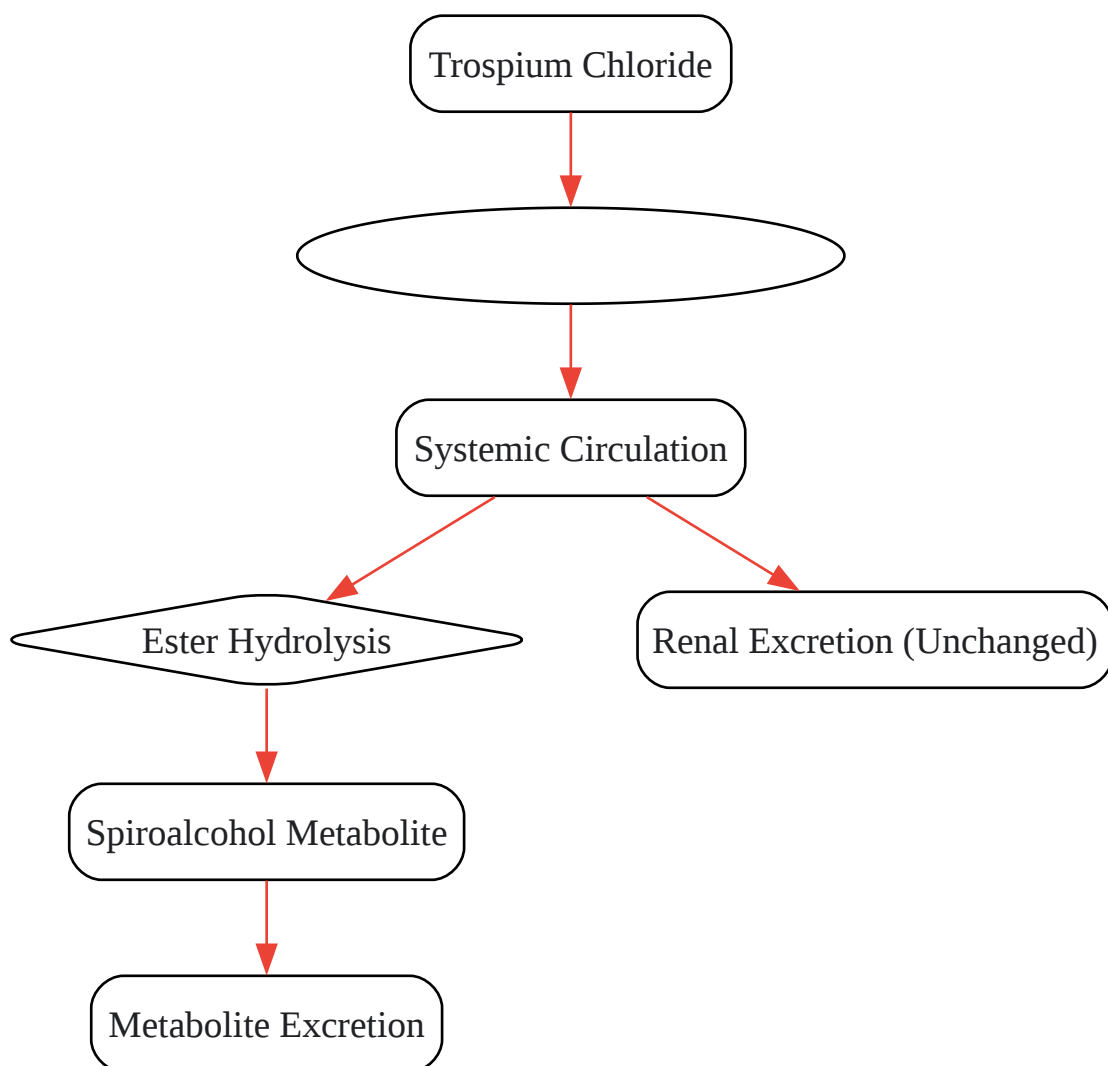 Trospium Chloride
Systemic Circulation
Ester Hydrolysis
Renal Excretion (Unchanged)
Spiroalcohol Metabolite
Metabolite Excretion